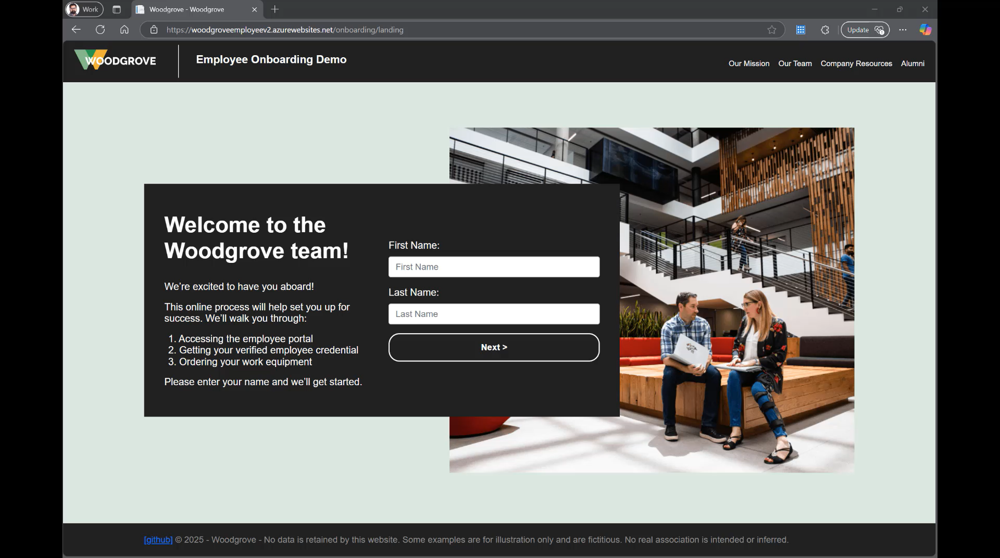 Work
Woodgrove - Woodgrove
https://woodgroveemployeev2.azurewebsites.net/onboarding/landing
Update
WOODGROVE
Employee Onboarding Demo
Our Mission
Our Team
Company Resources
Alumni
Welcome to the
Woodgrove team!
We’re excited to have you aboard!
This online process will help set you up for
success. We’ll walk you through:
1. Accessing the employee portal
2. Getting your verified employee credential
3. Ordering your work equipment
Please enter your name and we’ll get started.
First Name:
First Name
Last Name:
Last Name
Next >
[github] © 2025 - Woodgrove - No data is retained by this website. Some examples are for illustration only and are fictitious. No real association is intended or inferred.